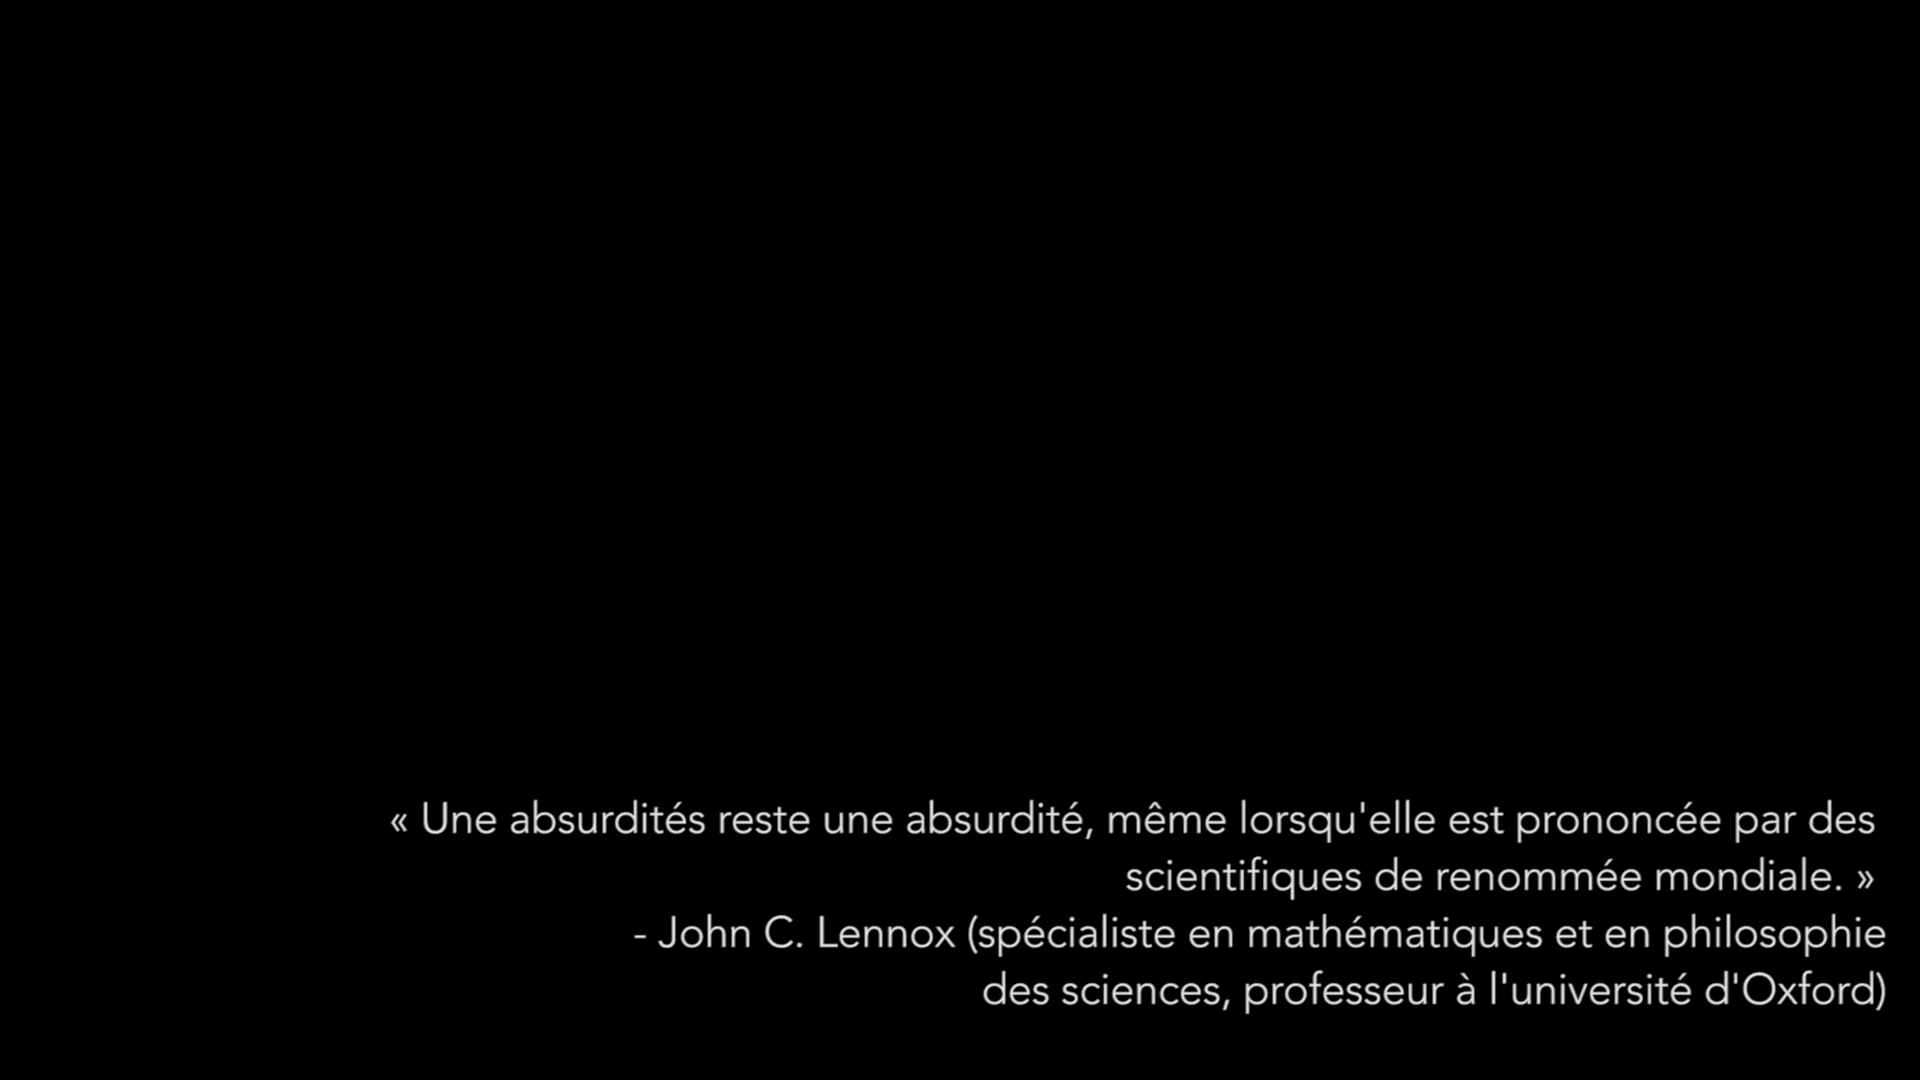 « Une absurdités reste une absurdité, même lorsqu'elle est prononcée par des
scientifiques de renommée mondiale. »
- John C. Lennox (spécialiste en mathématiques et en philosophie
des sciences, professeur à l'université d'Oxford)